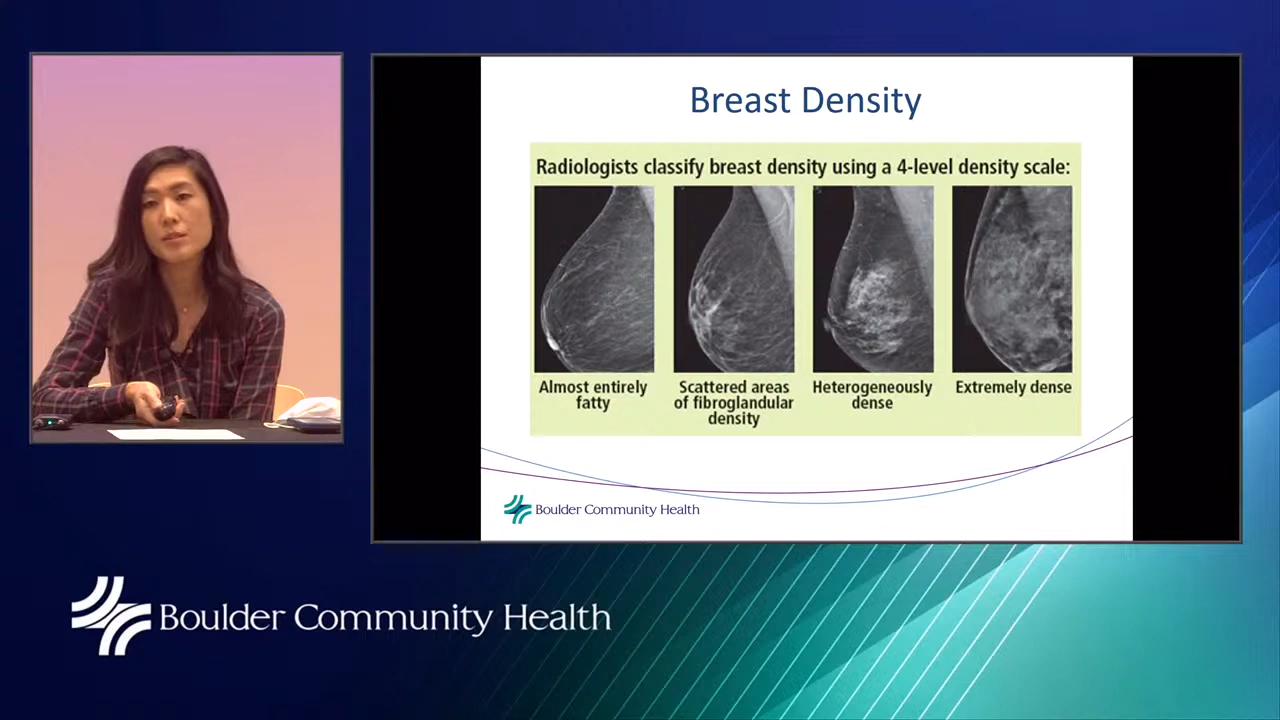 Breast Density
Radiologists classify breast density using a 4-level density scale:
Almost entirely
fatty
Scattered areas
of fibroglandular
density
Heterogeneously
dense
Extremely dense
Boulder Community Health
Boulder Community Health